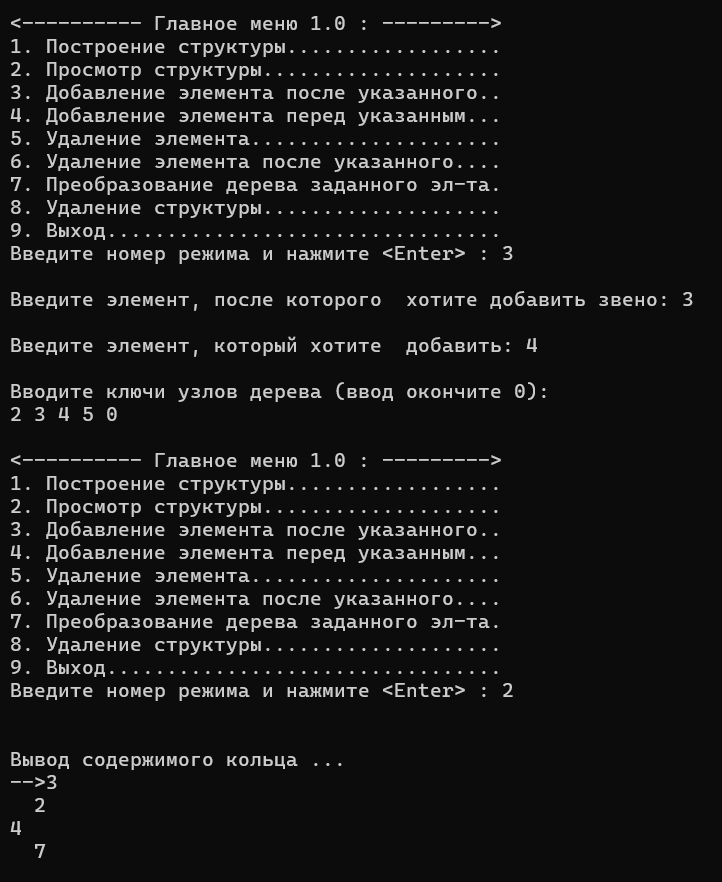 <---------- Главное меню 1.0 : --------->
1. Построение структуры..................
2. Просмотр структуры....................
3. Добавление элемента после указанного..
4. Добавление элемента перед указанным...
5. Удаление элемента.....................
6. Удаление элемента после указанного....
7. Преобразование дерева заданного эл-та.
8. Удаление структуры....................
9. Выход.................................
Введите номер режима и нажмите <Enter> : 3
Введите элемент, после которого  хотите добавить звено: 3
Введите элемент, который хотите  добавить: 4
Вводите ключи узлов дерева (ввод окончите 0):
2 3 4 5 0
<---------- Главное меню 1.0 : --------->
1. Построение структуры..................
2. Просмотр структуры....................
3. Добавление элемента после указанного..
4. Добавление элемента перед указанным...
5. Удаление элемента.....................
6. Удаление элемента после указанного....
7. Преобразование дерева заданного эл-та.
8. Удаление структуры....................
9. Выход.................................
Введите номер режима и нажмите <Enter> : 2
Вывод содержимого кольца ...
-->3
  2
4
  7